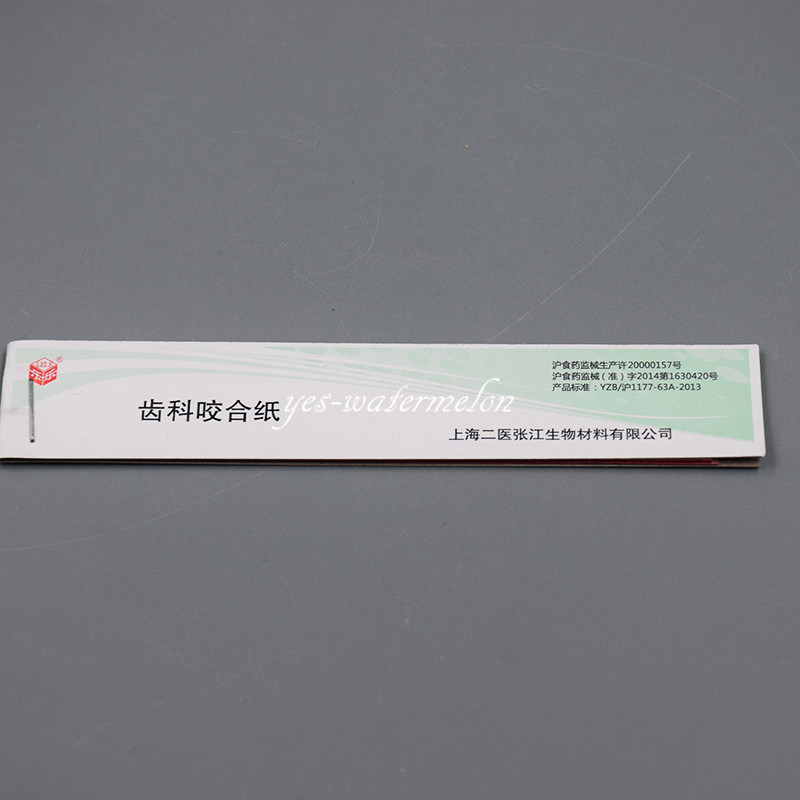 沪食药监械生产许20000157号
沪食药监械（准）字2014第1630420号
产品标准：YZB/沪1177-63A-2013
齿科咬合纸
yes-watermelon
上海二医张江生物材料有限公司